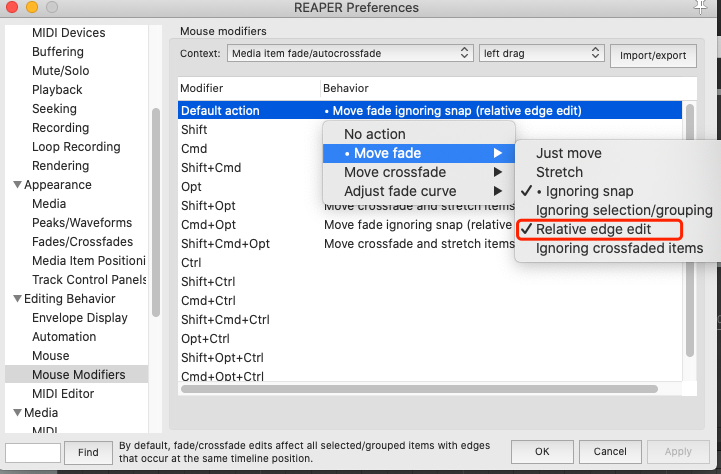 REAPER Preferences
MIDI Devices
Buffering
Mute/Solo
Playback
Seeking
Recording
Loop Recording
Rendering
Appearance
Media
Peaks/Waveforms
Fades/Crossfades
Media Item Positioni
Track Control Panels
Editing Behavior
Envelope Display
Automation
Mouse
Mouse Modifiers
MIDI Editor
Media
MIDI
Mouse modifiers
Context: Media item fade/autocrossfade left drag Import/export
Modifier Behavior
Default action • Move fade ignoring snap (relative edge edit)
Shift
Cmd
Shift+Cmd
Opt
Shift+Opt Move crossfade and stretch items
Cmd+Opt Move fade ignoring snap (relative
Shift+Cmd+Opt Move crossfade and stretch items
Ctrl
Shift+Ctrl
Cmd+Ctrl
Shift+Cmd+Ctrl
Opt+Ctrl
Shift+Opt+Ctrl
Cmd+Opt+Ctrl
No action
• Move fade
Move crossfade
Adjust fade curve
Just move
Stretch
✓ • Ignoring snap
Ignoring selection/grouping
✓ Relative edge edit
Ignoring crossfaded items
Find
By default, fade/crossfade edits affect all selected/grouped items with edges
that occur at the same timeline position.
OK Cancel Apply